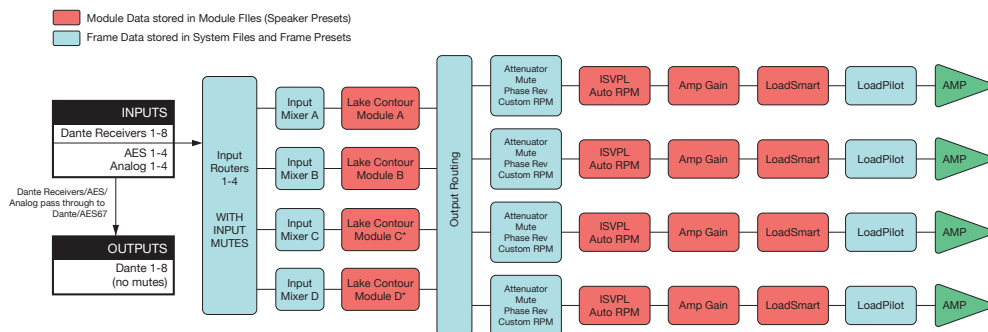 Module Data stored in Module FIles (Speaker Presets)
Frame Data stored in System Files and Frame Presets
INPUTS
Dante Receivers 1-8
AES 1-4
Analog 1-4
Dante Receivers/AES/
Analog pass through to
Dante/AES67
OUTPUTS
Dante 1-8
(no mutes)
Input
Routers
1-4
WITH
INPUT
MUTES
Input
Mixer A
Lake Contour
Module A
Input
Mixer B
Lake Contour
Module B
Input
Mixer C
Lake Contour
Module C*
Input
Mixer D
Lake Contour
Module D*
Output Routing
Attenuator
Mute
Phase Rev
Custom RPM
ISVPL
Auto RPM
Amp Gain
LoadSmart
LoadPilot
AMP
Attenuator
Mute
Phase Rev
Custom RPM
ISVPL
Auto RPM
Amp Gain
LoadSmart
LoadPilot
AMP
Attenuator
Mute
Phase Rev
Custom RPM
ISVPL
Auto RPM
Amp Gain
LoadSmart
LoadPilot
AMP
Attenuator
Mute
Phase Rev
Custom RPM
ISVPL
Auto RPM
Amp Gain
LoadSmart
LoadPilot
AMP